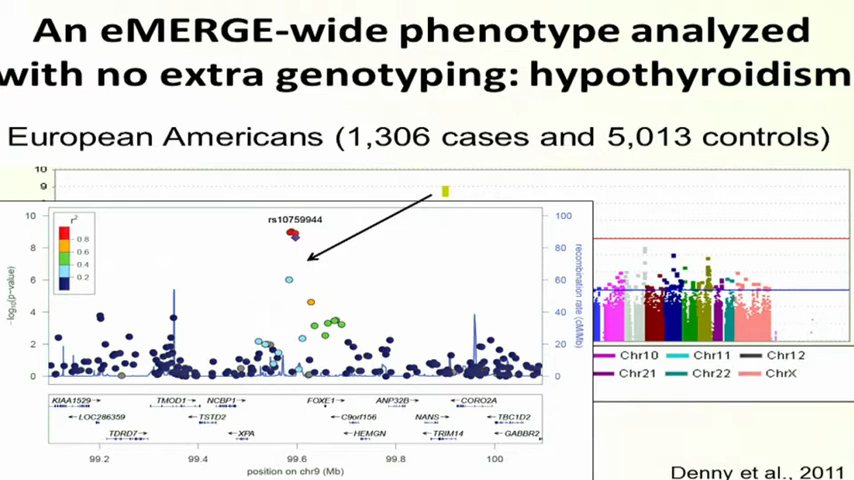 An eMERGE-wide phenotype analyzed
with no extra genotyping: hypothyroidism
European Americans (1,306 cases and 5,013 controls)
10
9
10
8
6
4
2
0
−log10(p-value)
r2
0.8
0.6
0.4
0.2
rs10759944
100
80
60
40
20
0
recombination rate (cM/Mb)
KIAA1529→ TMOD1→ NCBP1→ FOXE1→ ANP32B→ CORO2A
←LOC286359 ←TSTD2 ←C9orf156 NANS→ ←TBC1D2
TDRD7→ ←XPA ←HEMGN ←TRIM14 ←GABBR2
99.2 99.4 99.6 99.8 100
position on chr9 (Mb)
Chr10 Chr11 Chr12
Chr21 Chr22 ChrX
Denny et al., 2011